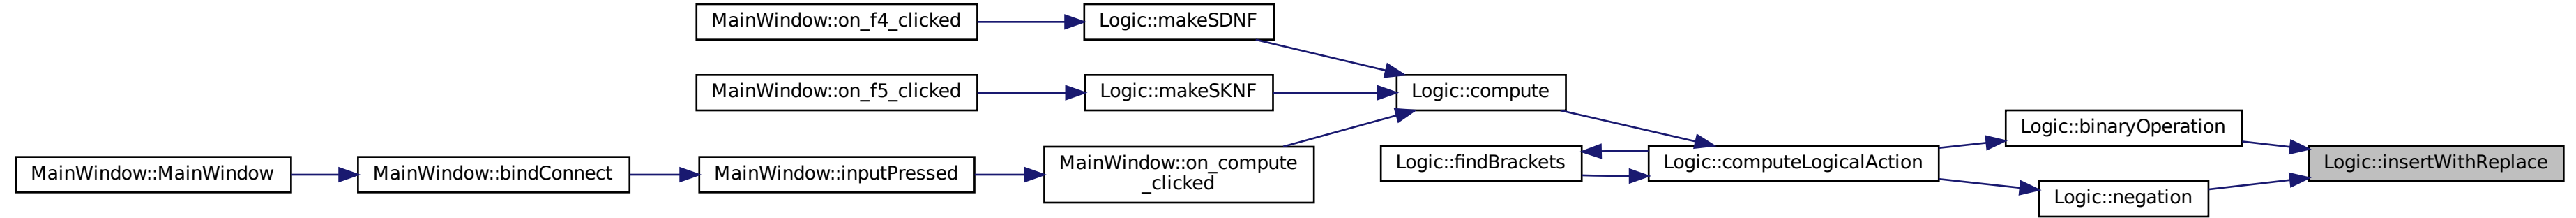 MainWindow::on_f4_clicked
Logic::makeSDNF
MainWindow::on_f5_clicked
Logic::makeSKNF
Logic::compute
Logic::binaryOperation
MainWindow::MainWindow
MainWindow::bindConnect
MainWindow::inputPressed
MainWindow::on_compute
_clicked
Logic::findBrackets
Logic::computeLogicalAction
Logic::insertWithReplace
Logic::negation